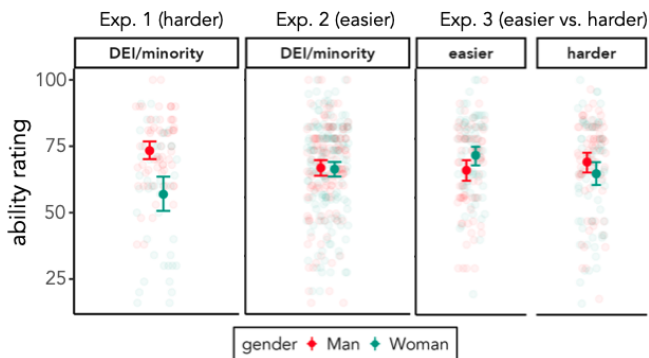 Exp. 1 (harder) Exp. 2 (easier) Exp. 3 (easier vs. harder)
DEI/minority DEI/minority easier harder
100
75
50
25
ability rating
gender Man Woman